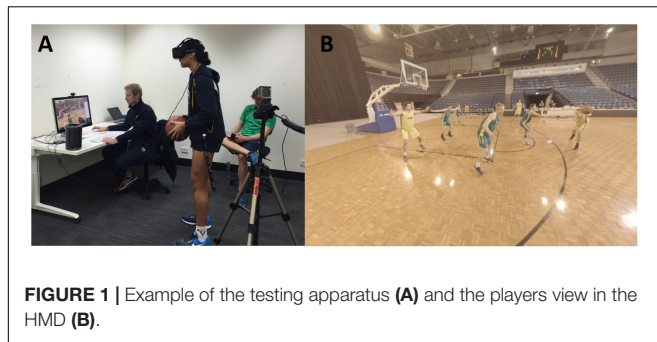 A
B
FIGURE 1 | Example of the testing apparatus (A) and the players view in the
HMD (B).